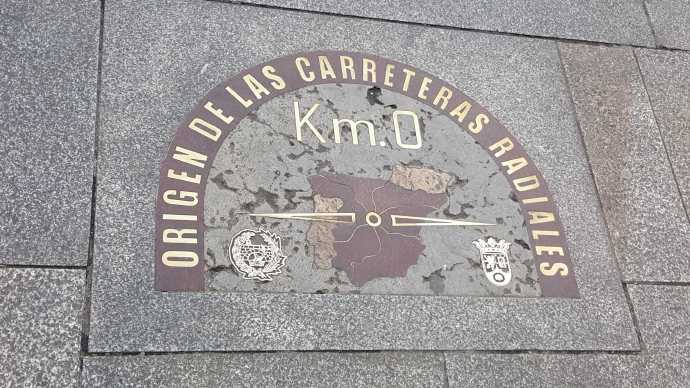 ORIGEN DE LAS CARRETERAS RADIALES
Km.0